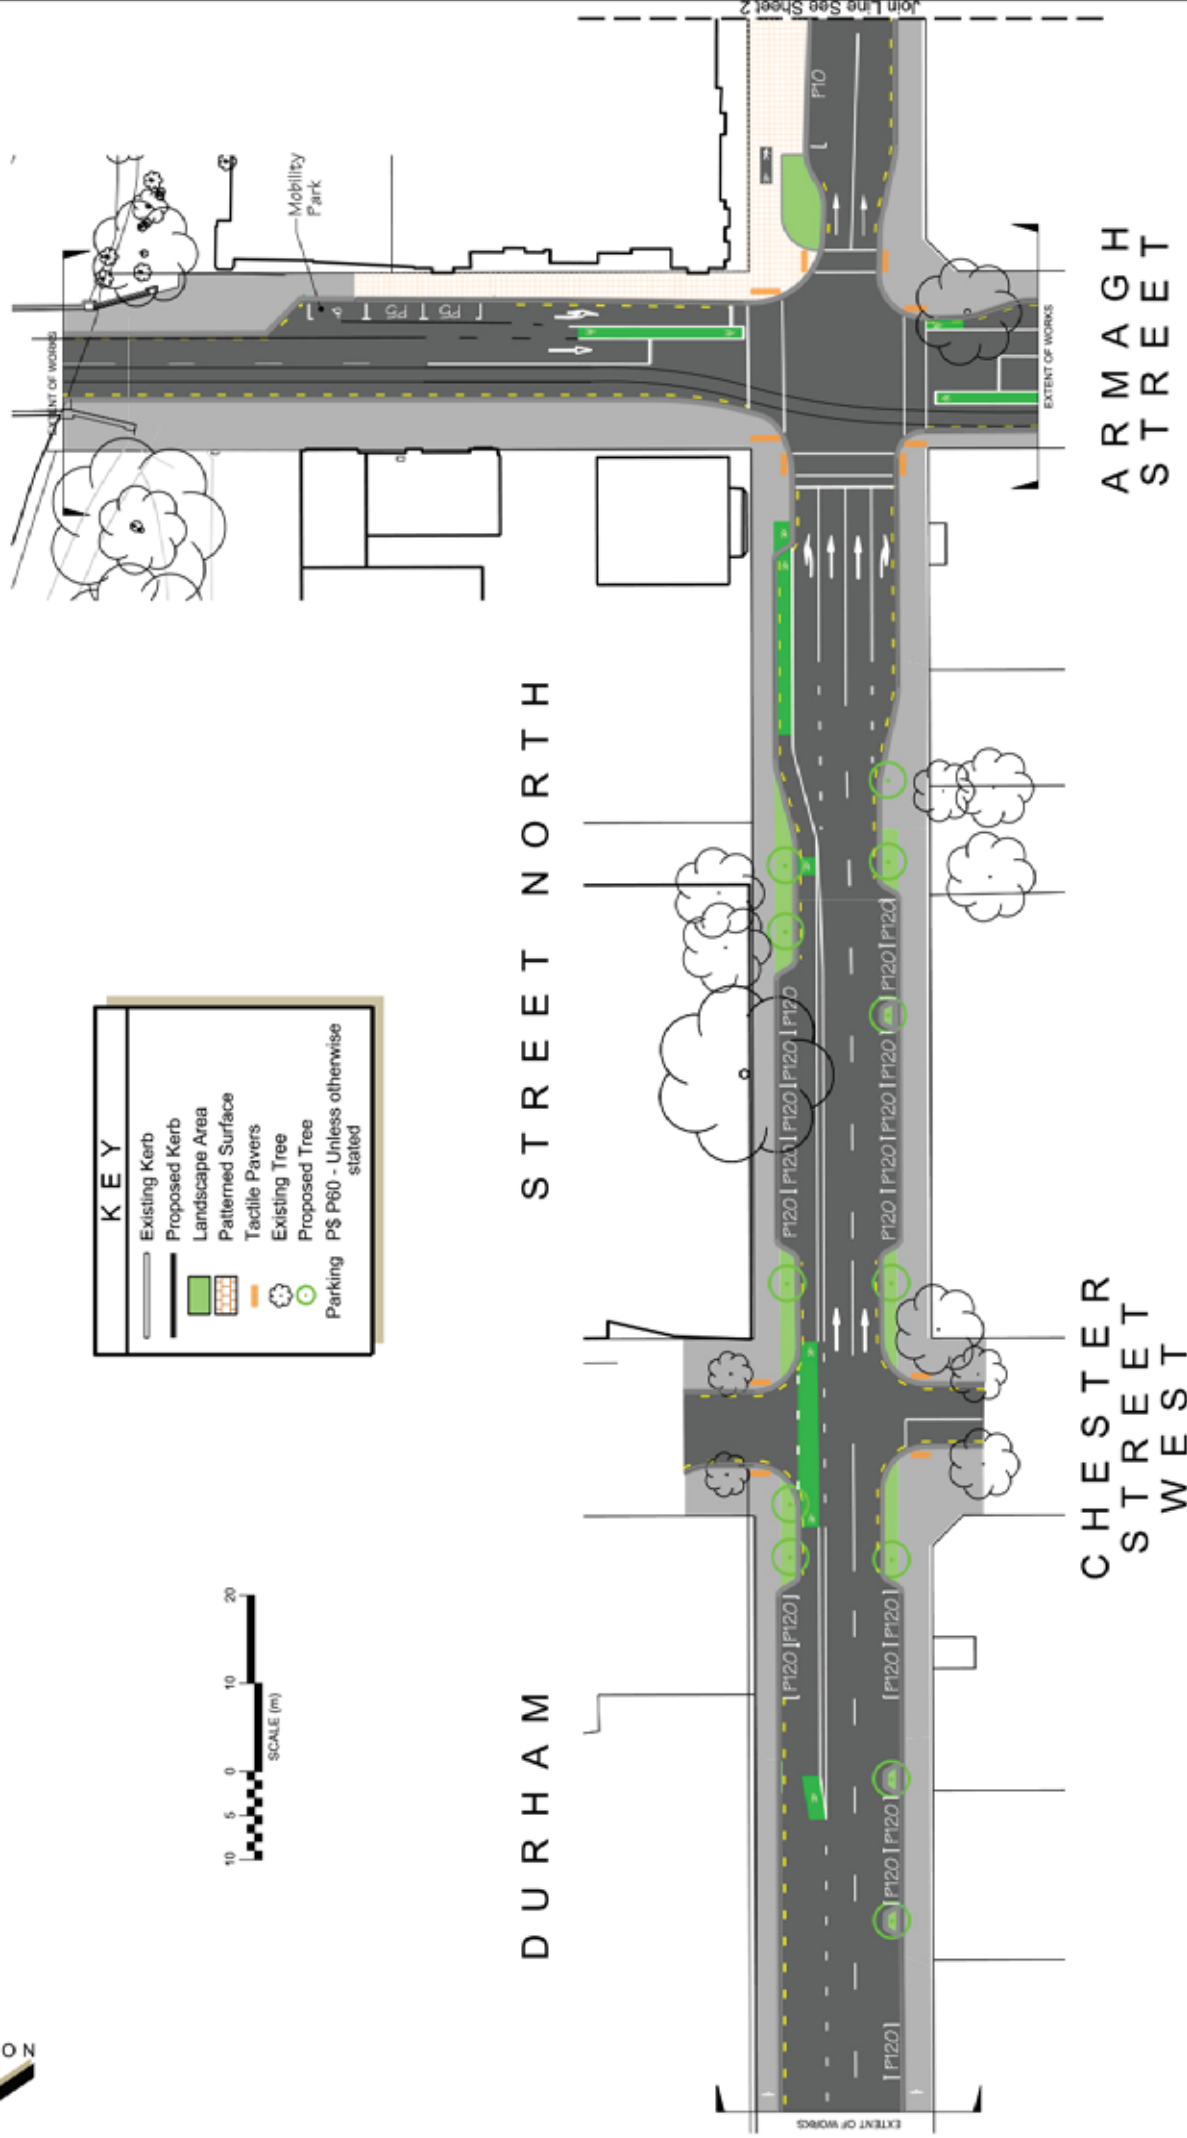 Join Line See Sheet 2
P10
Mobility
Park
P5
P5
EXTENT OF WORKS
EXTENT OF WORKS
ARMAGH
STREET
DURHAM STREET NORTH
KEY
Existing Kerb
Proposed Kerb
Landscape Area
Patterned Surface
Tactile Pavers
Existing Tree
Proposed Tree
Parking P$ P60 - Unless otherwise
stated
P120 P120 P120 P120 P120
P120 P120 P120 P120 P120 P120
CHESTER
STREET
WEST
10 5 0 10 20
SCALE (m)
P120 P120
P120 P120
P120 P120
P120
EXTENT OF WORKS